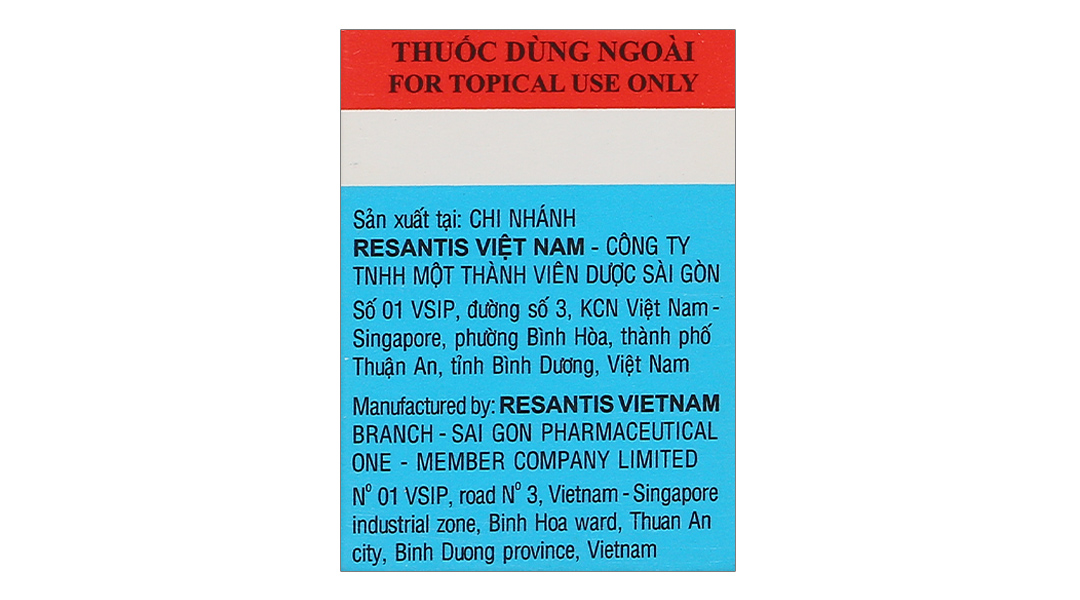 THUỐC DÙNG NGOÀI
FOR TOPICAL USE ONLY
Sản xuất tại: CHI NHÁNH
RESANTIS VIỆT NAM - CÔNG TY
TNHH MỘT THÀNH VIÊN DƯỢC SÀI GÒN
Số 01 VSIP, đường số 3, KCN Việt Nam -
Singapore, phường Bình Hòa, thành phố
Thuận An, tỉnh Bình Dương, Việt Nam
Manufactured by: RESANTIS VIETNAM
BRANCH - SAI GON PHARMACEUTICAL
ONE - MEMBER COMPANY LIMITED
Nº 01 VSIP, road Nº 3, Vietnam - Singapore
industrial zone, Binh Hoa ward, Thuan An
city, Binh Duong province, Vietnam